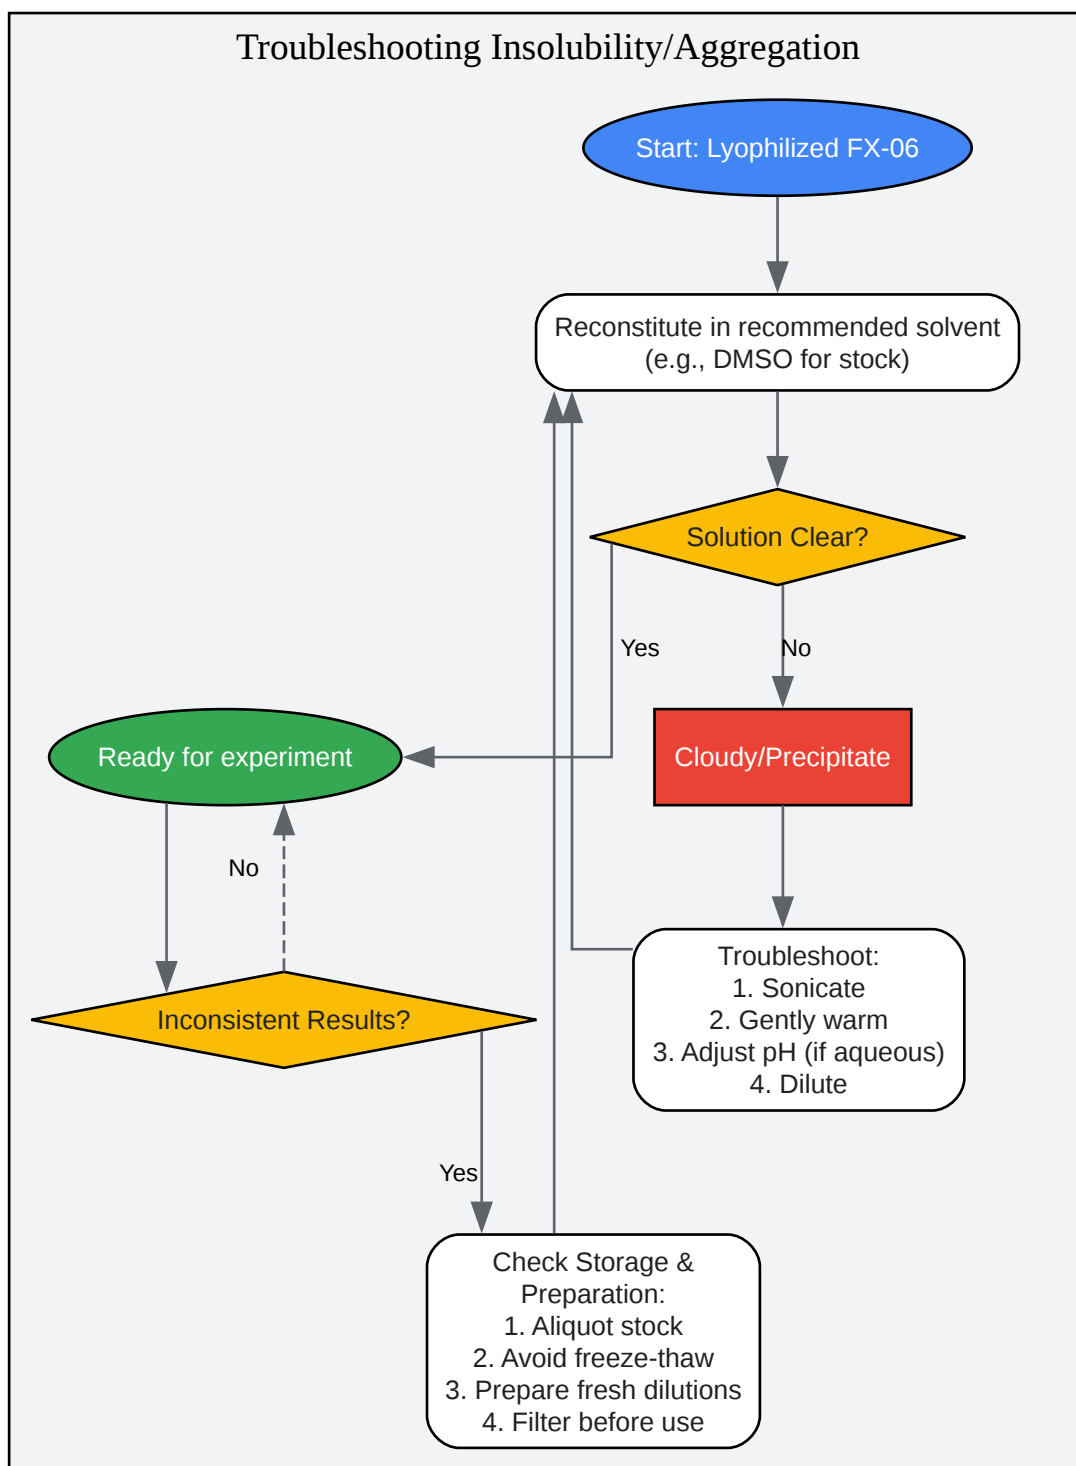 Troubleshooting Insolubility/Aggregation
Start: Lyophilized FX-06
Reconstitute in recommended solvent
(e.g., DMSO for stock)
Solution Clear?
Yes
No
Ready for experiment
Cloudy/Precipitate
No
Troubleshoot:
1. Sonicate
2. Gently warm
3. Adjust pH (if aqueous)
4. Dilute
Inconsistent Results?
Yes
Check Storage &
Preparation:
1. Aliquot stock
2. Avoid freeze-thaw
3. Prepare fresh dilutions
4. Filter before use